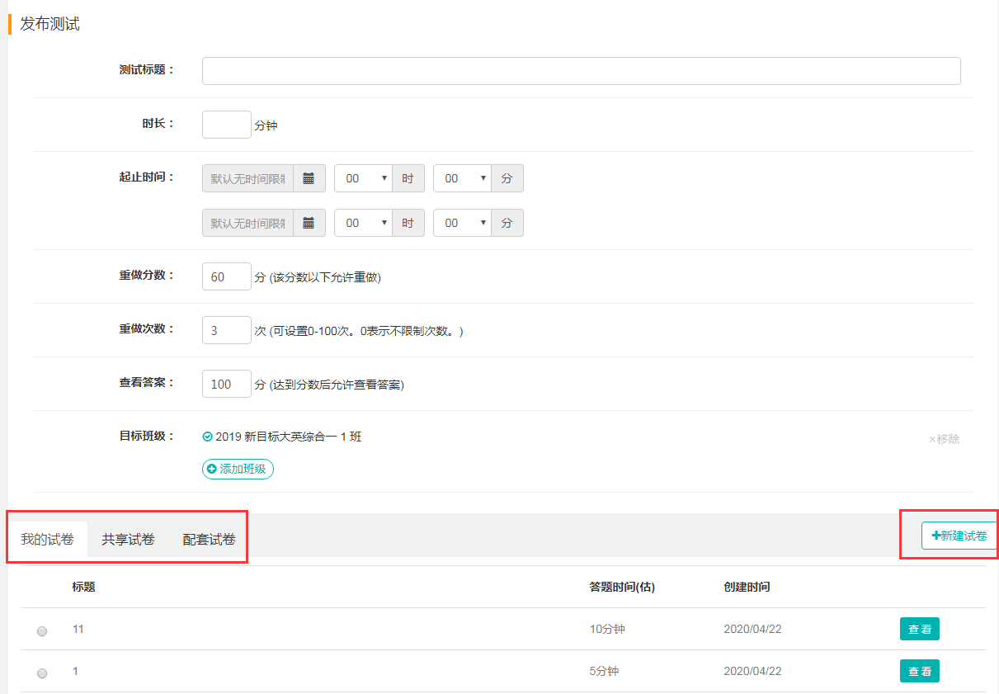 发布测试
测试标题：
时长： 分钟
起止时间： 默认无时间限制 00 时 00 分
默认无时间限制 00 时 00 分
重做分数： 60 分 (该分数以下允许重做)
重做次数： 3 次 (可设置0-100次。0表示不限制次数。)
查看答案： 100 分 (达到分数后允许查看答案)
目标班级： 2019 新目标大英综合一 1 班 ×移除
添加班级
我的试卷 共享试卷 配套试卷 新建试卷
标题 答题时间(估) 创建时间
11 10分钟 2020/04/22 查 看
1 5分钟 2020/04/22 查 看